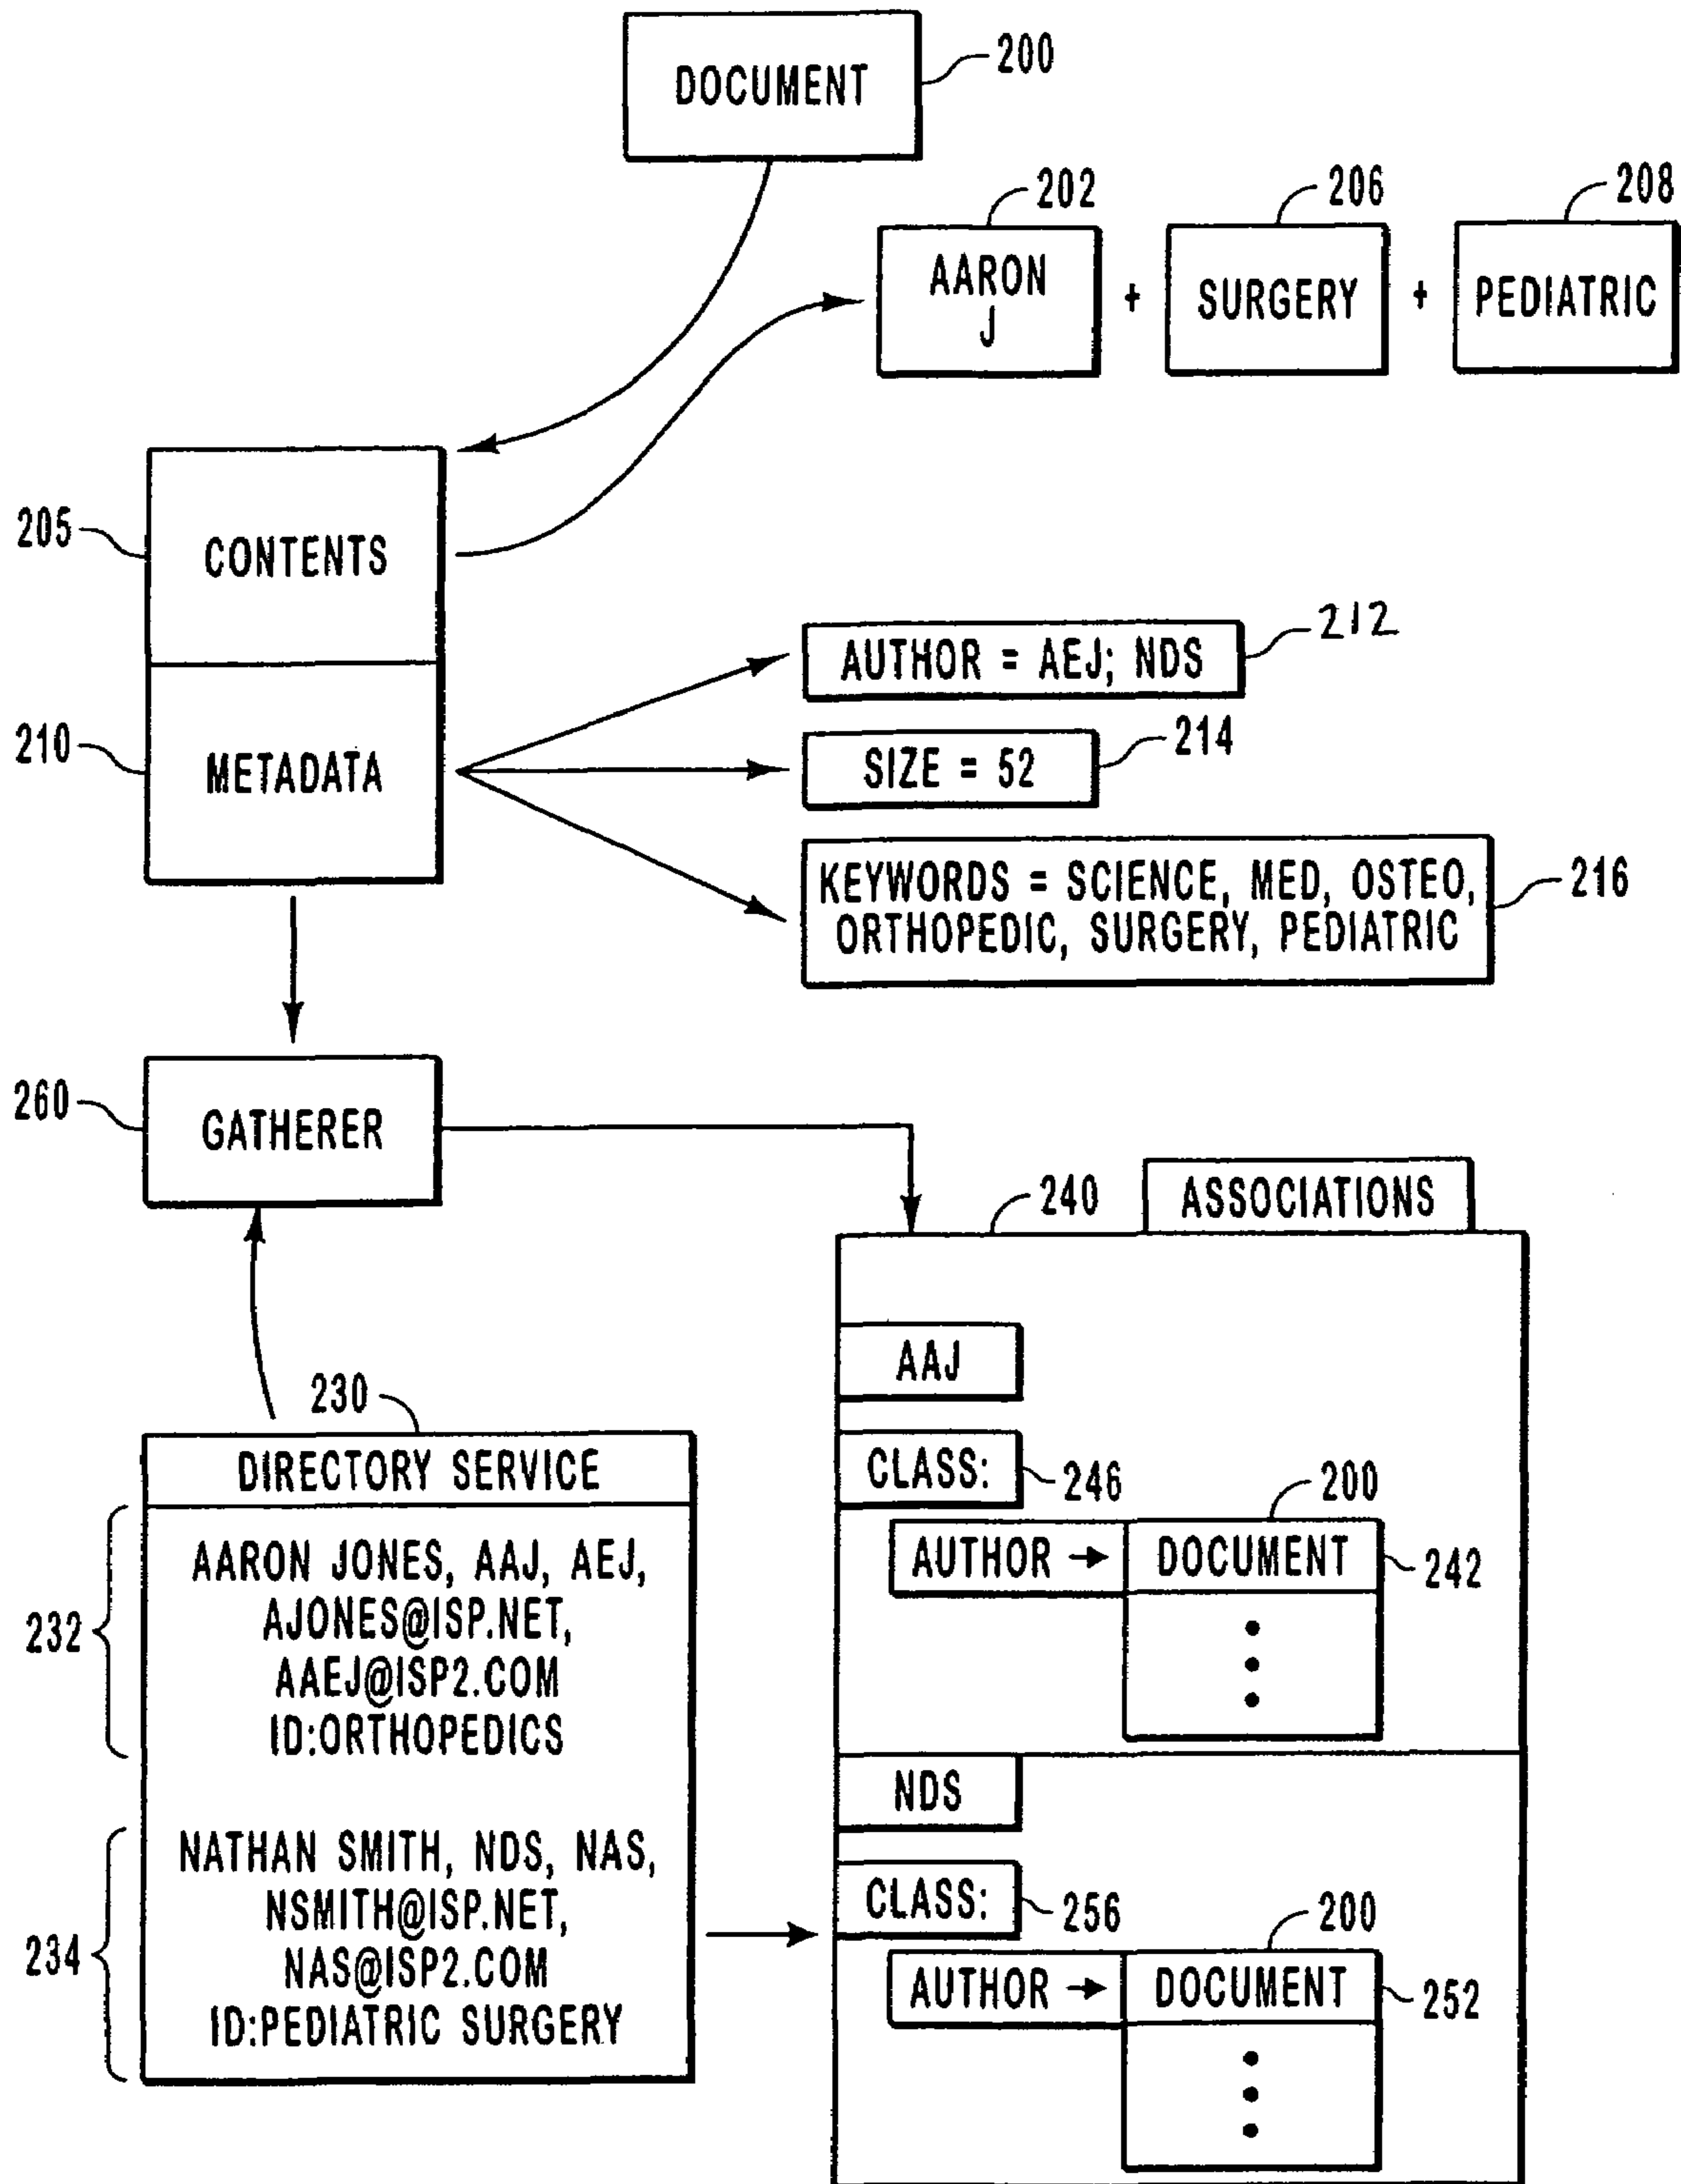 DOCUMENT
200
202
206
208
AARON
J
+
SURGERY
+
PEDIATRIC
205
CONTENTS
210
METADATA
AUTHOR = AEJ; NDS
212
SIZE = 52
214
KEYWORDS = SCIENCE, MED, OSTEO,
ORTHOPEDIC, SURGERY, PEDIATRIC
216
260
GATHERER
240
ASSOCIATIONS
AAJ
CLASS:
246
200
AUTHOR → DOCUMENT
242
230
DIRECTORY SERVICE
232
AARON JONES, AAJ, AEJ,
AJONES@ISP.NET,
AAEJ@ISP2.COM
ID:ORTHOPEDICS
234
NATHAN SMITH, NDS, NAS,
NSMITH@ISP.NET,
NAS@ISP2.COM
ID:PEDIATRIC SURGERY
NDS
CLASS:
256
200
AUTHOR → DOCUMENT
252